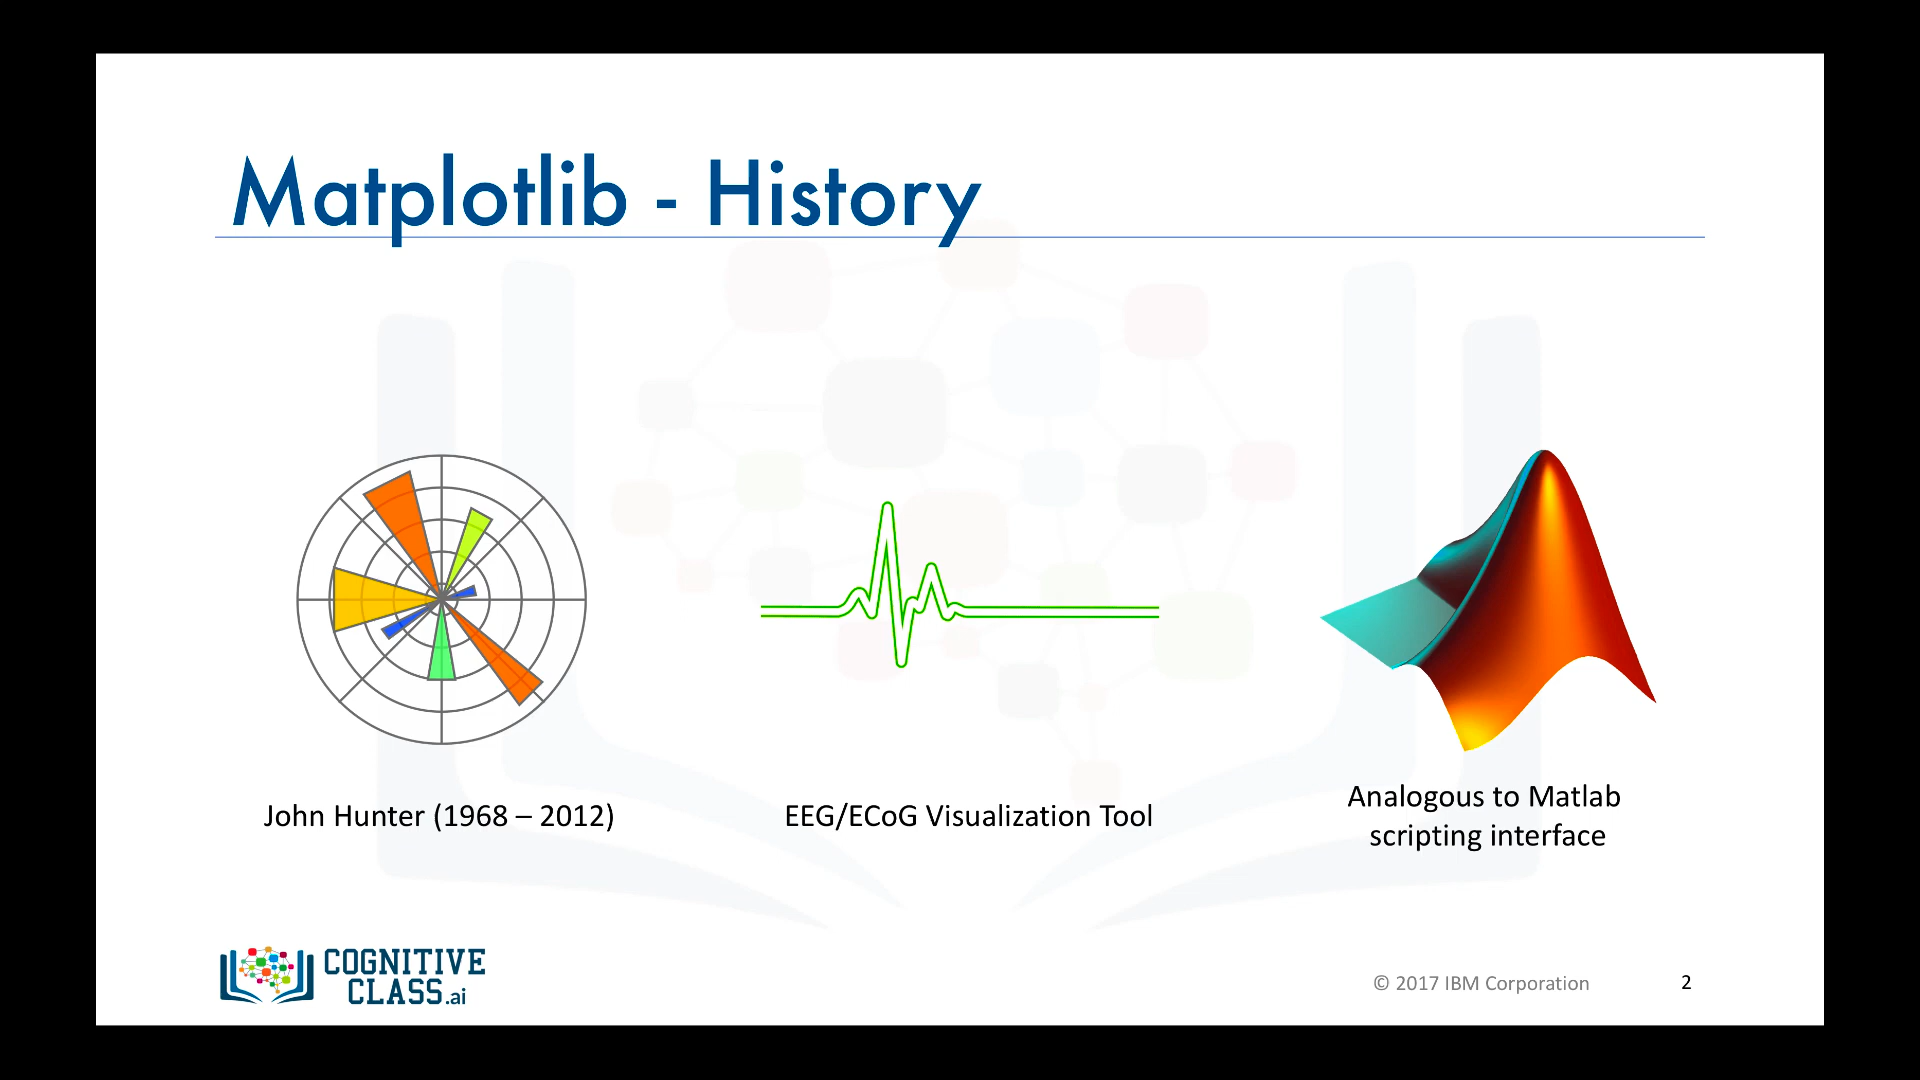 Matplotlib - History
John Hunter (1968 – 2012)
EEG/ECoG Visualization Tool
Analogous to Matlab
scripting interface
COGNITIVE
CLASS.ai
© 2017 IBM Corporation
2